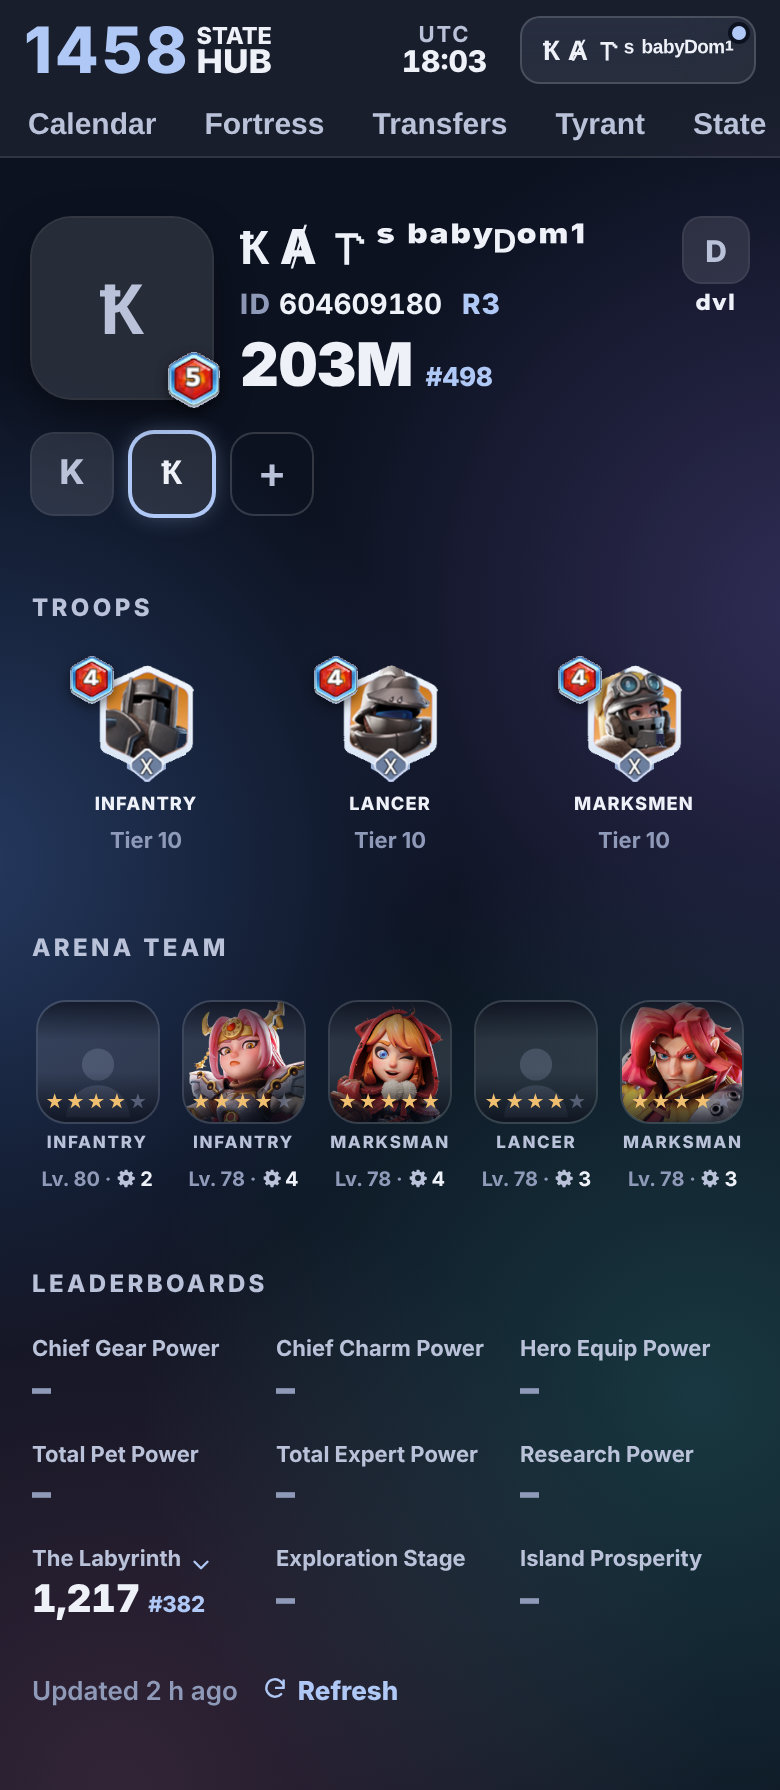 1458 STATE HUB
UTC
18:03
ꝀȺͲˢ ᵇᵃᵇʸᴰᵒᵐ¹
Calendar Fortress Transfers Tyrant State
Ꝁ
5
ꝀȺͲˢ ᵇᵃᵇʸᴰᵒᵐ¹
ID 604609180 R3
203M #498
D
dvl
K Ꝁ +
TROOPS
4 4 4
X X X
INFANTRY LANCER MARKSMEN
Tier 10 Tier 10 Tier 10
ARENA TEAM
INFANTRY INFANTRY MARKSMAN LANCER MARKSMAN
Lv. 80 · 2 Lv. 78 · 4 Lv. 78 · 4 Lv. 78 · 3 Lv. 78 · 3
LEADERBOARDS
Chief Gear Power Chief Charm Power Hero Equip Power
– – –
Total Pet Power Total Expert Power Research Power
– – –
The Labyrinth Exploration Stage Island Prosperity
1,217 #382 – –
Updated 2 h ago Refresh